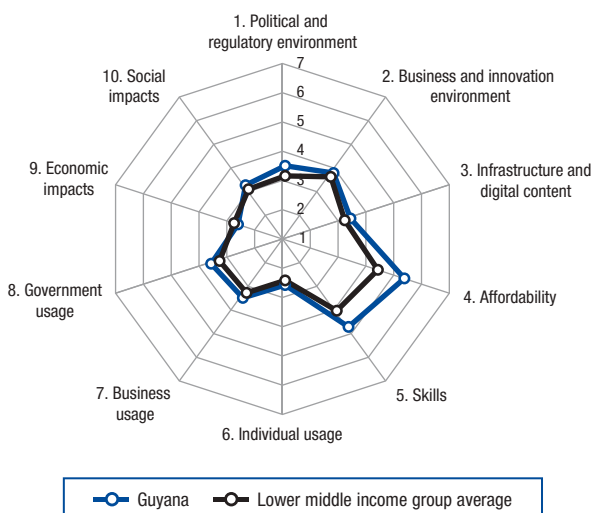 1. Political and
regulatory environment
7
6
5
4
3
2
1
2. Business and innovation
environment
3. Infrastructure and
digital content
4. Affordability
5. Skills
6. Individual usage
7. Business
usage
8. Government
usage
9. Economic
impacts
10. Social
impacts
Guyana
Lower middle income group average